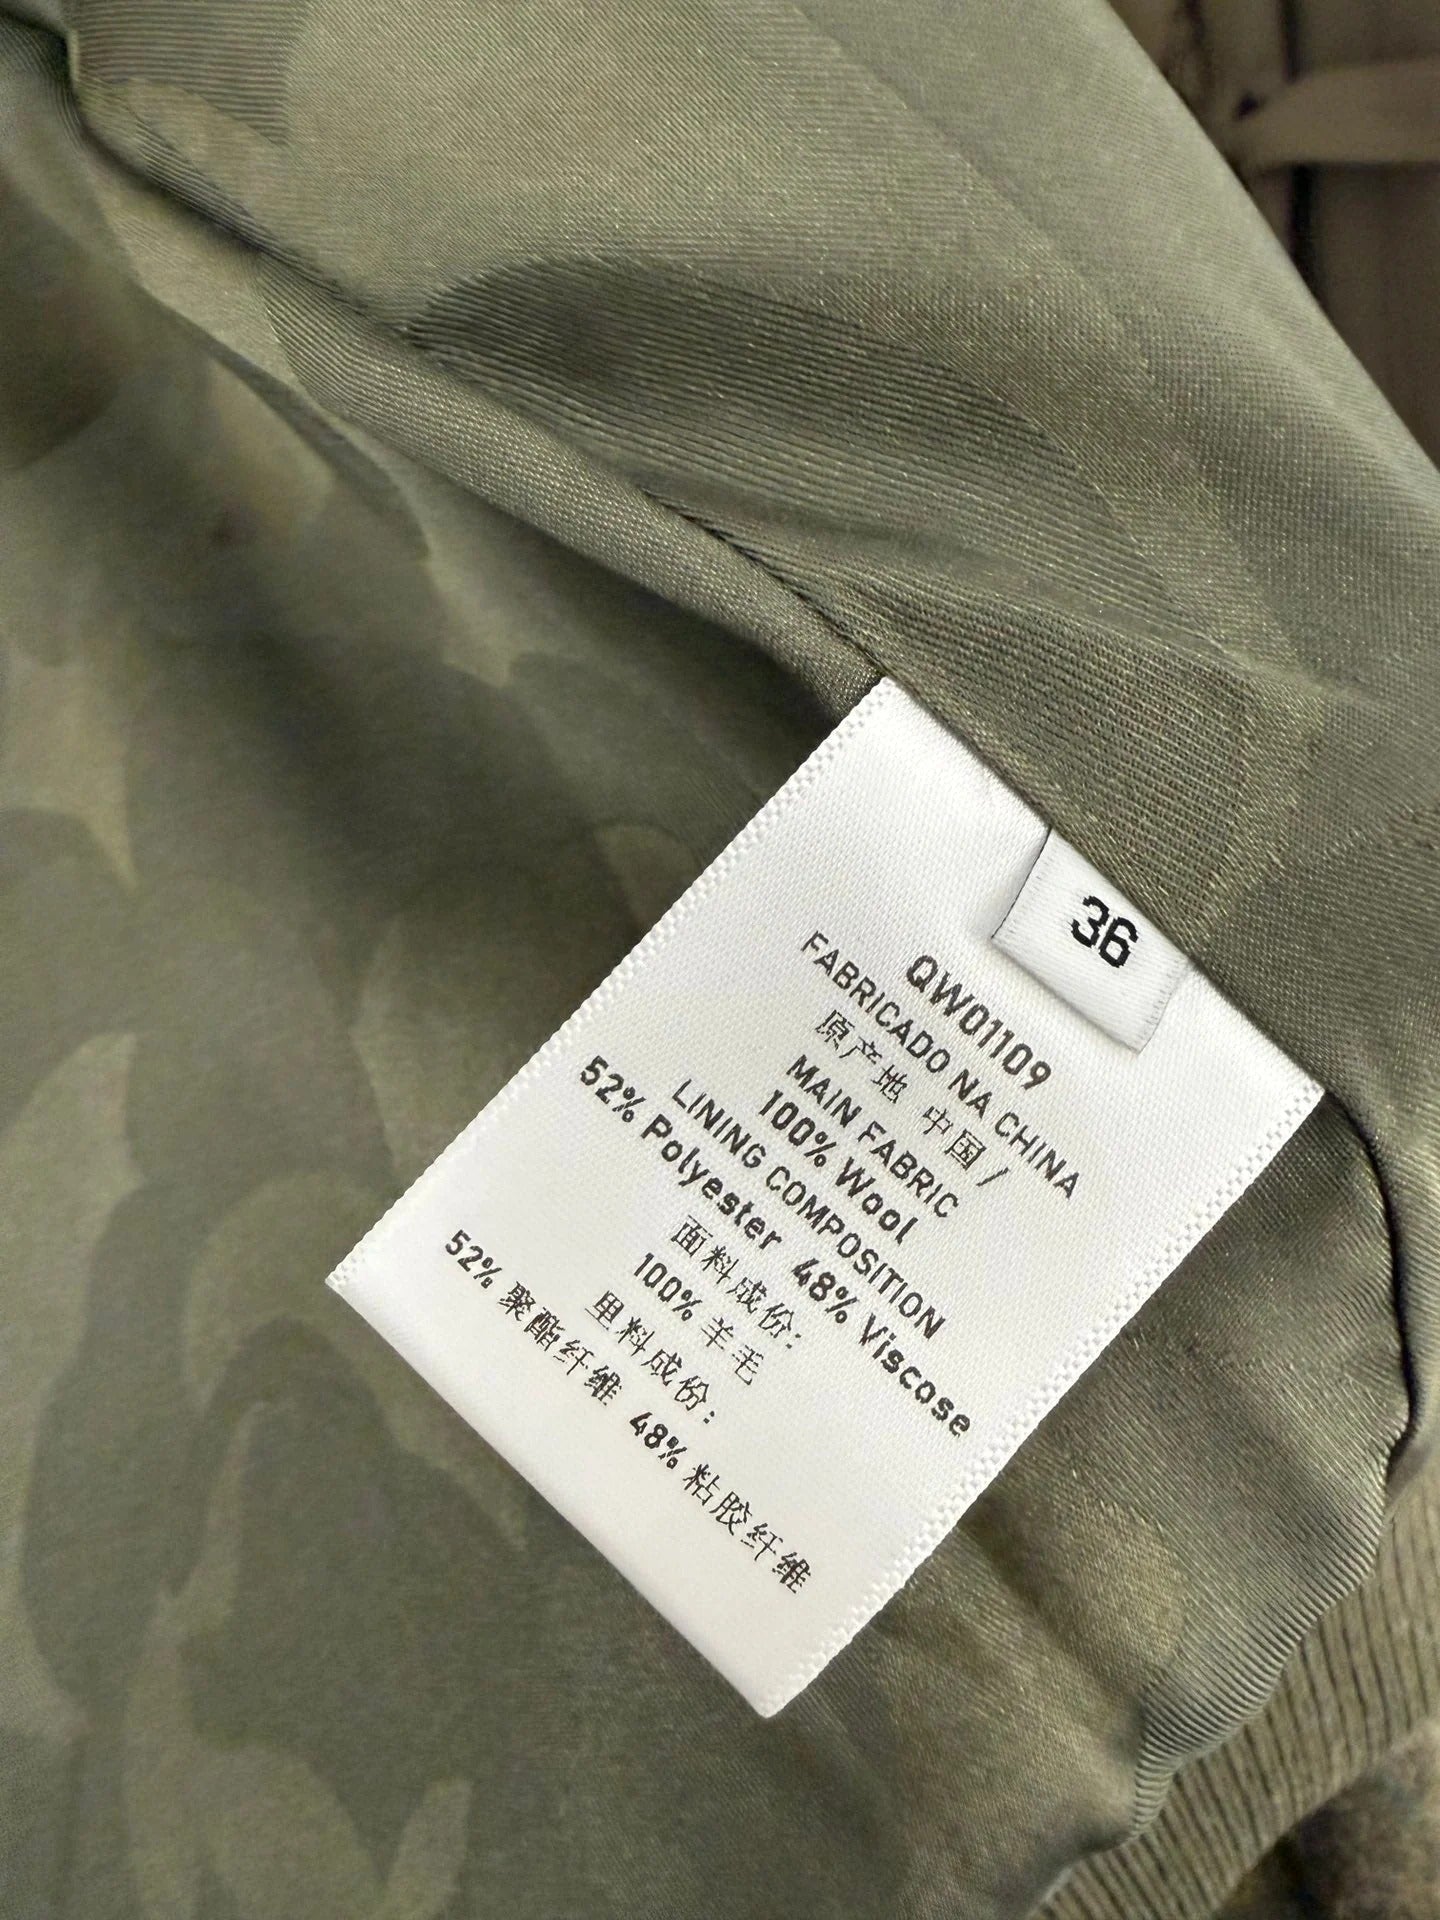 36
QW01109
FABRICADO NA CHINA
原产地 中国 /
MAIN FABRIC
100% Wool
LINING COMPOSITION
52% Polyester 48% Viscose
面料成份:
100% 羊毛
里料成份:
52% 聚酯纤维 48% 粘胶纤维